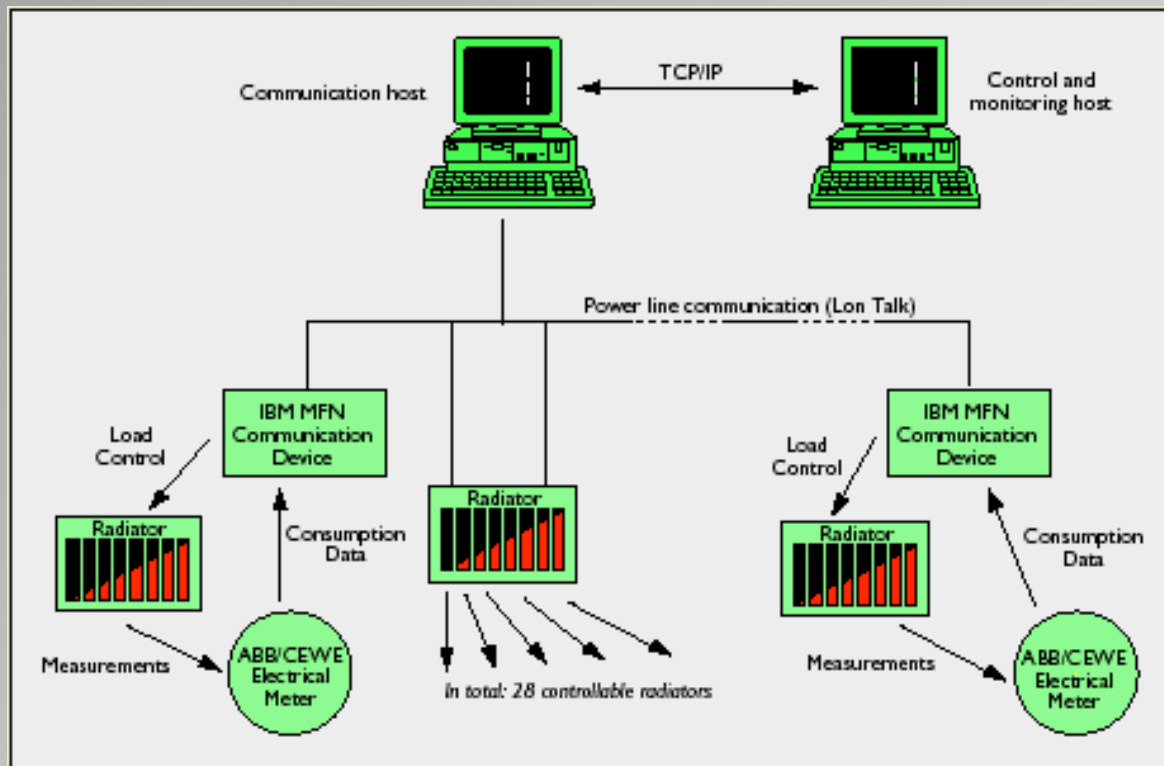 Communication host
TCP/IP
Control and
monitoring host
Power line communication (Lon Talk)
IBM MFN
Communication
Device
Load
Control
Radiator
Consumption
Data
Measurements
ABB/CEWE
Electrical
Meter
Radiator
In total: 28 controllable radiators
IBM MFN
Communication
Device
Load
Control
Radiator
Consumption
Data
Measurements
ABB/CEWE
Electrical
Meter